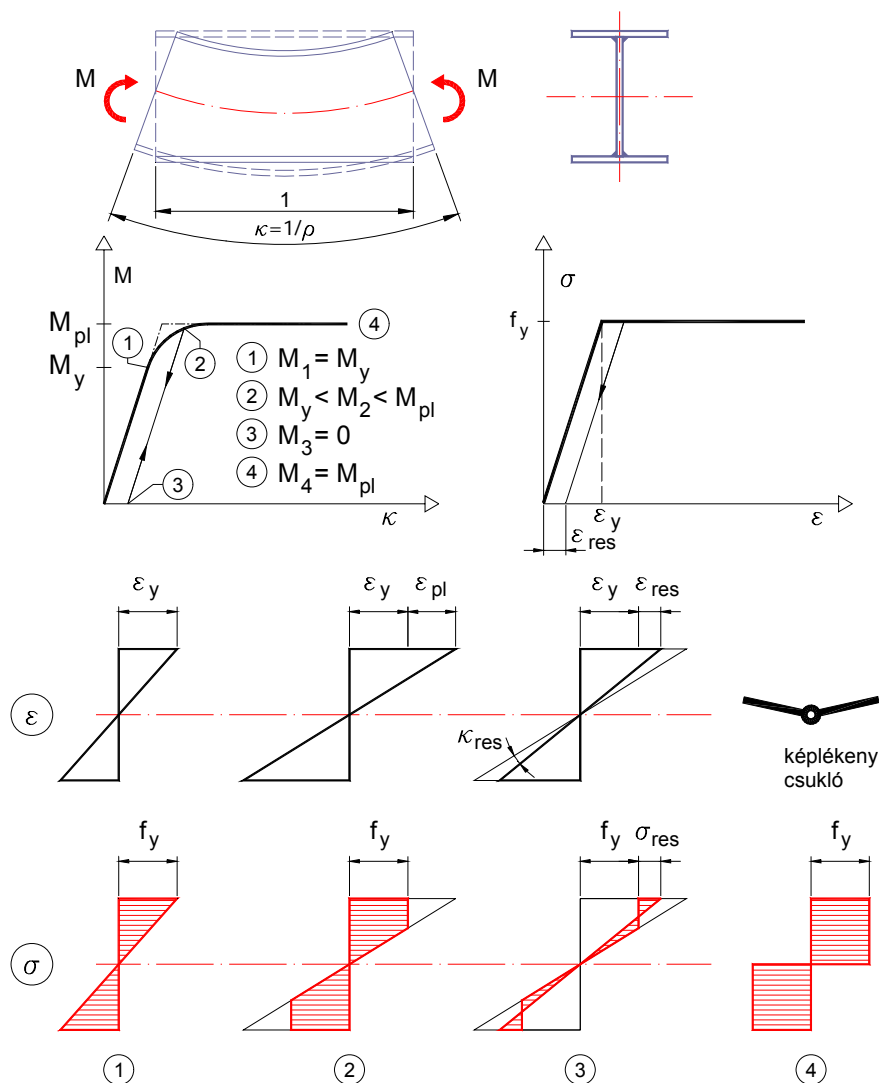 M
M
1
κ=1/ρ
M
σ
M_pl
M_y
f_y
1
2
4
1 M_1 = M_y
2 M_y < M_2 < M_pl
3 M_3 = 0
4 M_4 = M_pl
3
κ
ε_y
ε
ε_res
ε_y
ε_y ε_pl
ε_y ε_res
ε
κ_res
képlékeny
csukló
f_y
f_y
f_y σ_res
f_y
σ
1
2
3
4